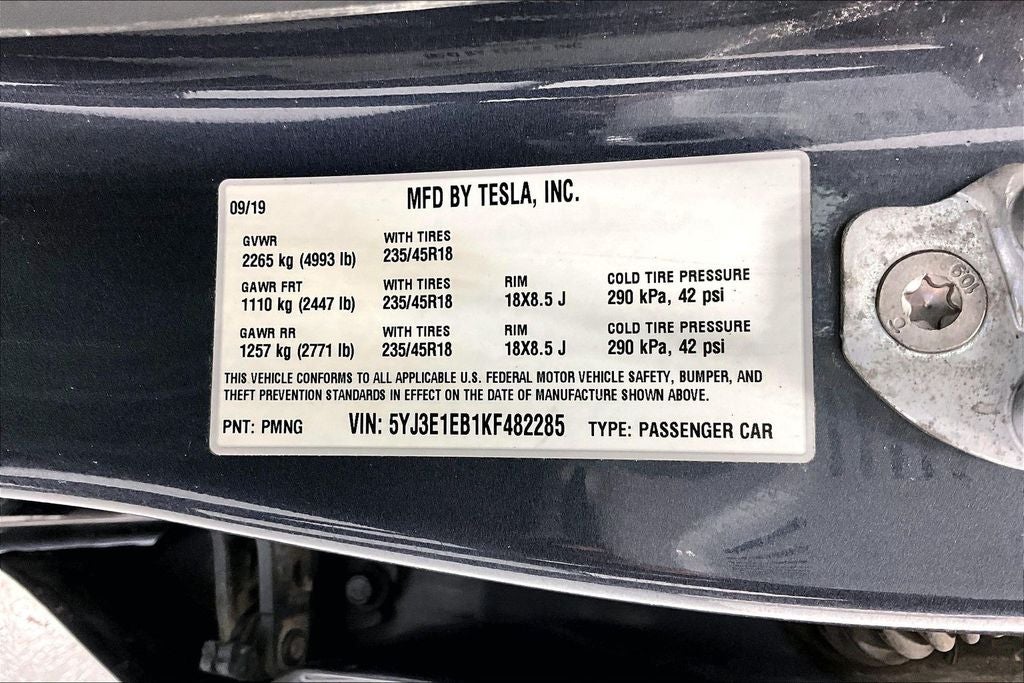 MFD BY TESLA, INC.
09/19
GVWR WITH TIRES
2265 kg (4993 lb) 235/45R18
GAWR FRT WITH TIRES RIM COLD TIRE PRESSURE
1110 kg (2447 lb) 235/45R18 18X8.5 J 290 kPa, 42 psi
GAWR RR WITH TIRES RIM COLD TIRE PRESSURE
1257 kg (2771 lb) 235/45R18 18X8.5 J 290 kPa, 42 psi
THIS VEHICLE CONFORMS TO ALL APPLICABLE U.S. FEDERAL MOTOR VEHICLE SAFETY, BUMPER, AND
THEFT PREVENTION STANDARDS IN EFFECT ON THE DATE OF MANUFACTURE SHOWN ABOVE.
PNT: PMNG VIN: 5YJ3E1EB1KF482285 TYPE: PASSENGER CAR
10.9